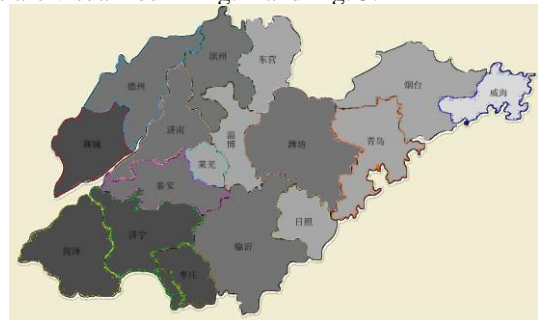 滨州
东营
德州
烟台
威海
聊城
济南
淄博
潍坊
青岛
莱芜
泰安
日照
菏泽
济宁
临沂
枣庄